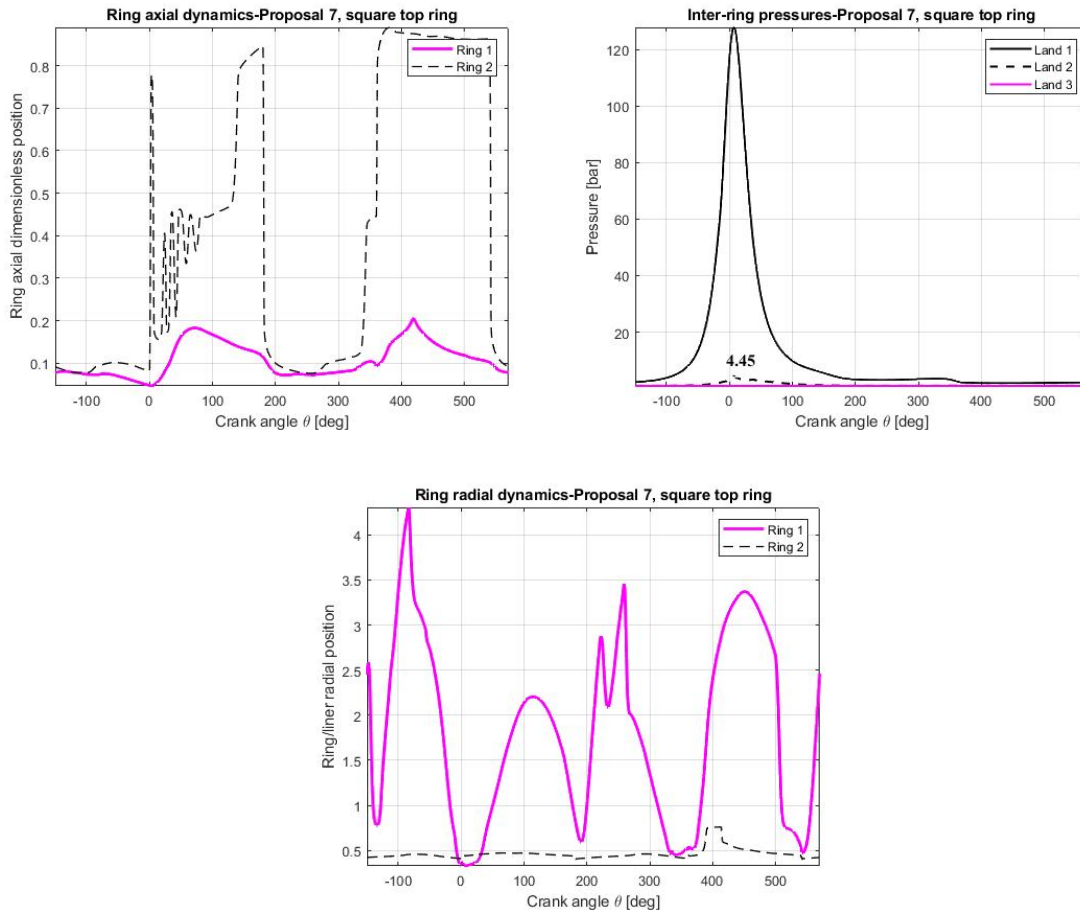 Ring axial dynamics-Proposal 7, square top ring
Ring 1
Ring 2
Ring axial dimensionless position
0.8
0.7
0.6
0.5
0.4
0.3
0.2
0.1
-100 0 100 200 300 400 500
Crank angle θ [deg]
Inter-ring pressures-Proposal 7, square top ring
Land 1
Land 2
Land 3
Pressure [bar]
120
100
80
60
40
20
4.45
-100 0 100 200 300 400 500
Crank angle θ [deg]
Ring radial dynamics-Proposal 7, square top ring
Ring 1
Ring 2
Ring/liner radial position
4
3.5
3
2.5
2
1.5
1
0.5
-100 0 100 200 300 400 500
Crank angle θ [deg]